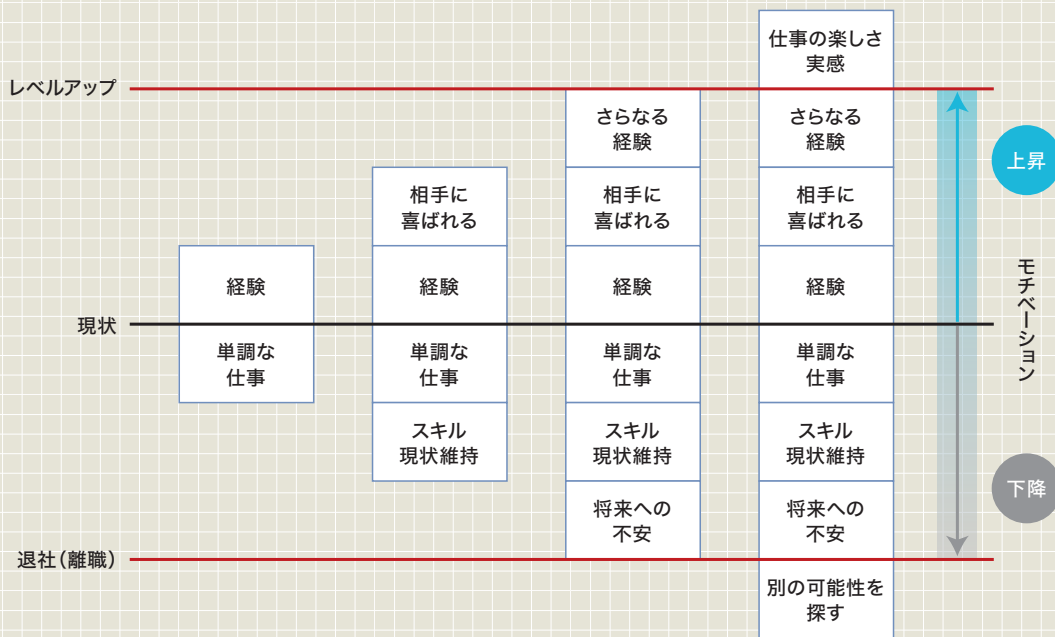 仕事の楽しさ
実感
レベルアップ
さらなる
経験
さらなる
経験
上昇
相手に
喜ばれる
相手に
喜ばれる
相手に
喜ばれる
経験
経験
経験
経験
モチベーション
現状
単調な
仕事
単調な
仕事
単調な
仕事
単調な
仕事
スキル
現状維持
スキル
現状維持
スキル
現状維持
下降
将来への
不安
将来への
不安
退社(離職)
別の可能性を
探す